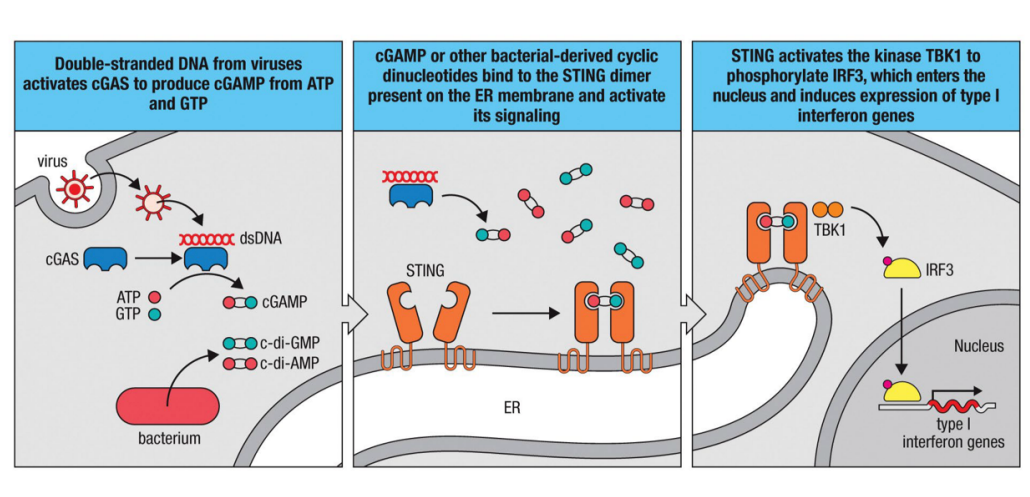 Double-stranded DNA from viruses
activates cGAS to produce cGAMP from ATP
and GTP
virus
dsDNA
cGAS
ATP
GTP
cGAMP
c-di-GMP
c-di-AMP
bacterium
cGAMP or other bacterial-derived cyclic
dinucleotides bind to the STING dimer
present on the ER membrane and activate
its signaling
STING
ER
STING activates the kinase TBK1 to
phosphorylate IRF3, which enters the
nucleus and induces expression of type I
interferon genes
TBK1
IRF3
Nucleus
type I
interferon genes